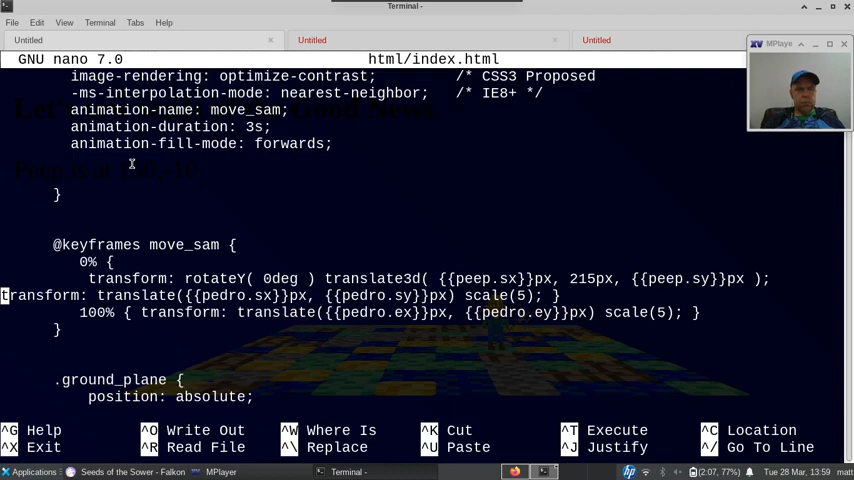 Terminal -
File Edit View Terminal Tabs Help
Untitled Untitled Untitled
MPlaye
GNU nano 7.0 html/index.html
image-rendering: optimize-contrast; /* CSS3 Proposed
-ms-interpolation-mode: nearest-neighbor; /* IE8+ */
animation-name: move_sam;
animation-duration: 3s;
animation-fill-mode: forwards;
}
@keyframes move_sam {
0% {
transform: rotateY( 0deg ) translate3d( {{peep.sx}}px, 215px, {{peep.sy}}px );
transform: translate({{pedro.sx}}px, {{pedro.sy}}px) scale(5); }
100% { transform: translate({{pedro.ex}}px, {{pedro.ey}}px) scale(5); }
}
.ground_plane {
position: absolute;
^G Help ^O Write Out ^W Where Is ^K Cut ^T Execute ^C Location
^X Exit ^R Read File ^\ Replace ^U Paste ^J Justify ^/ Go To Line
Applications Seeds of the Sower - Falkon MPlayer Terminal - hp (2:07, 77%) Tue 28 Mar, 13:59 matt